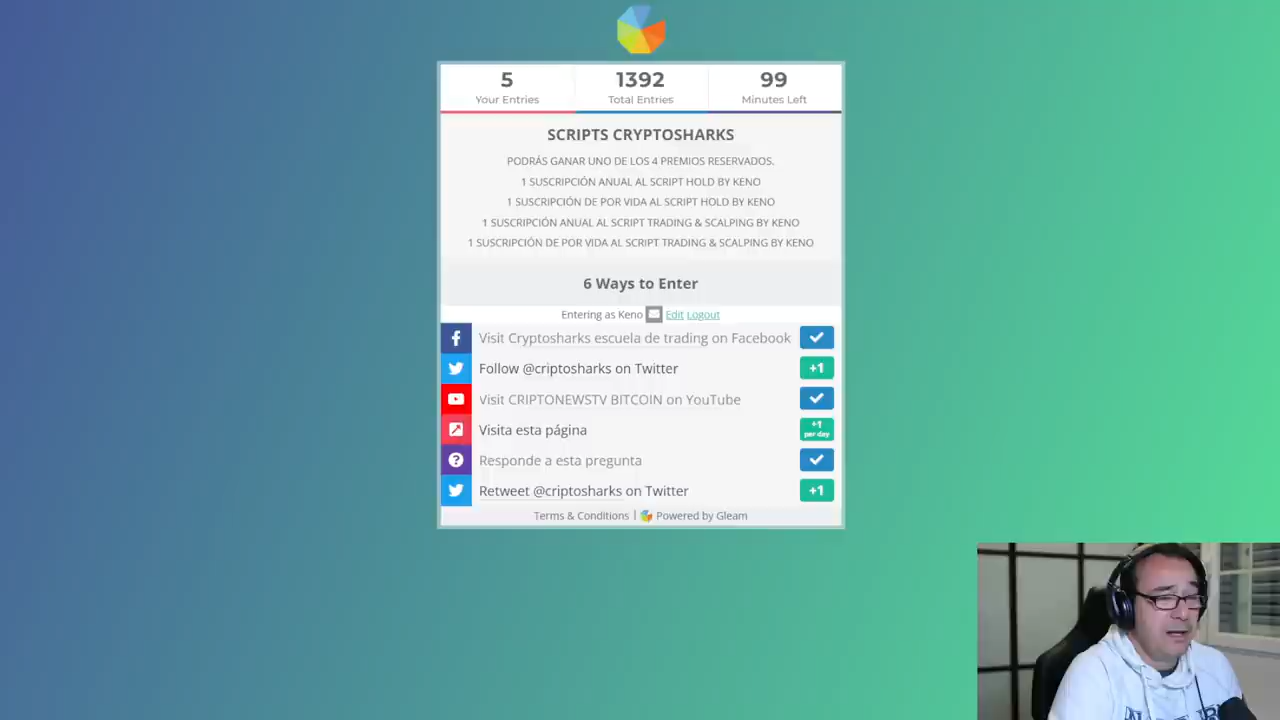 5
Your Entries
1392
Total Entries
99
Minutes Left
SCRIPTS CRYPTOSHARKS
PODRÁS GANAR UNO DE LOS 4 PREMIOS RESERVADOS.
1 SUSCRIPCIÓN ANUAL AL SCRIPT HOLD BY KENO
1 SUSCRIPCIÓN DE POR VIDA AL SCRIPT HOLD BY KENO
1 SUSCRIPCIÓN ANUAL AL SCRIPT TRADING & SCALPING BY KENO
1 SUSCRIPCIÓN DE POR VIDA AL SCRIPT TRADING & SCALPING BY KENO
6 Ways to Enter
Entering as Keno Edit Logout
Visit Cryptosharks escuela de trading on Facebook
Follow @criptosharks on Twitter +1
Visit CRIPTONEWSTV BITCOIN on YouTube
Visita esta página +1 per day
Responde a esta pregunta
Retweet @criptosharks on Twitter +1
Terms & Conditions | Powered by Gleam